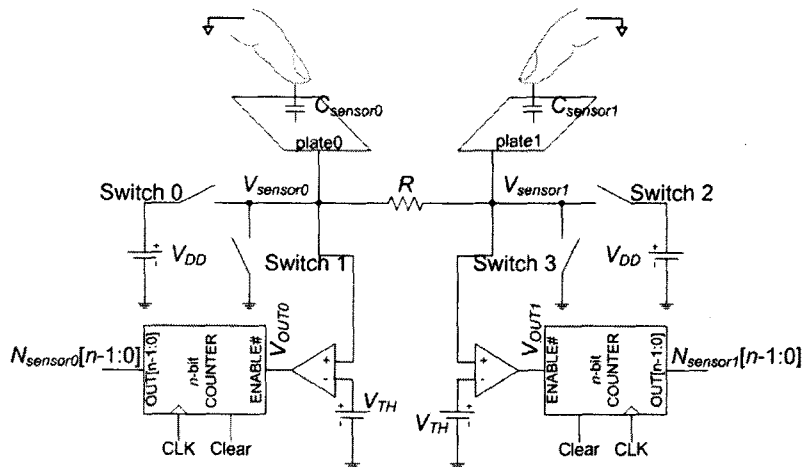 C_sensor0
C_sensor1
plate0
plate1
Switch 0
V_sensor0
R
V_sensor1
Switch 2
V_DD
Switch 1
Switch 3
V_DD
N_sensor0[n-1:0]
OUT[n-1:0]
n-bit
COUNTER
ENABLE#
V_OUT0
+
-
V_TH
V_TH
+
-
V_OUT1
ENABLE#
n-bit
COUNTER
OUT[n-1:0]
N_sensor1[n-1:0]
CLK
Clear
Clear
CLK